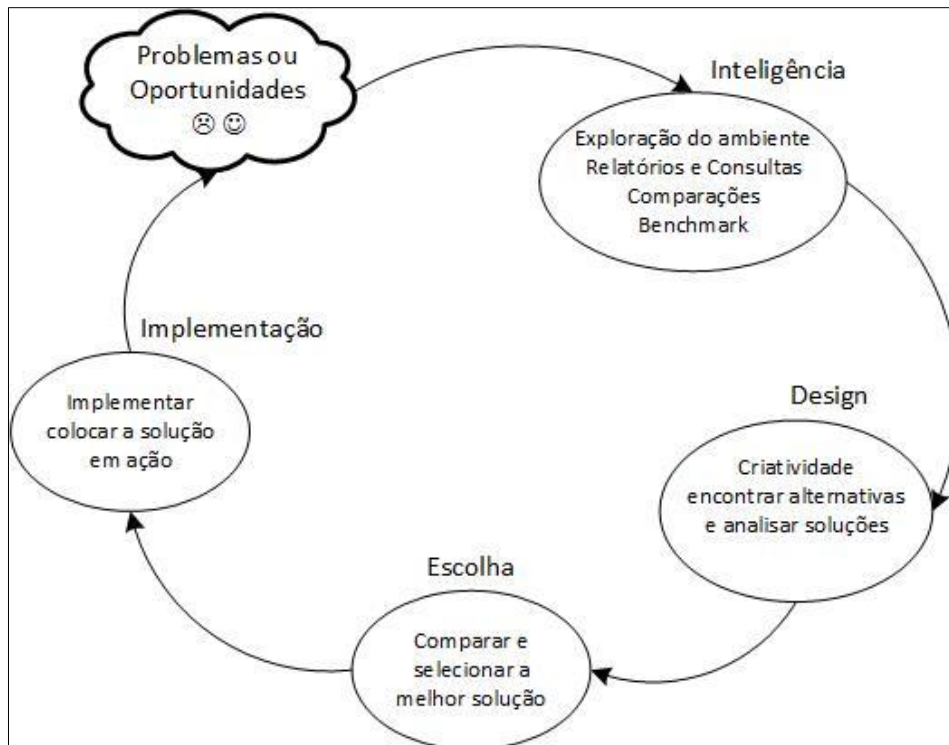 Problemas ou
Oportunidades
☹ ☺
Inteligência
Exploração do ambiente
Relatórios e Consultas
Comparações
Benchmark
Design
Criatividade
encontrar alternativas
e analisar soluções
Escolha
Comparar e
selecionar a
melhor solução
Implementação
Implementar
colocar a solução
em ação